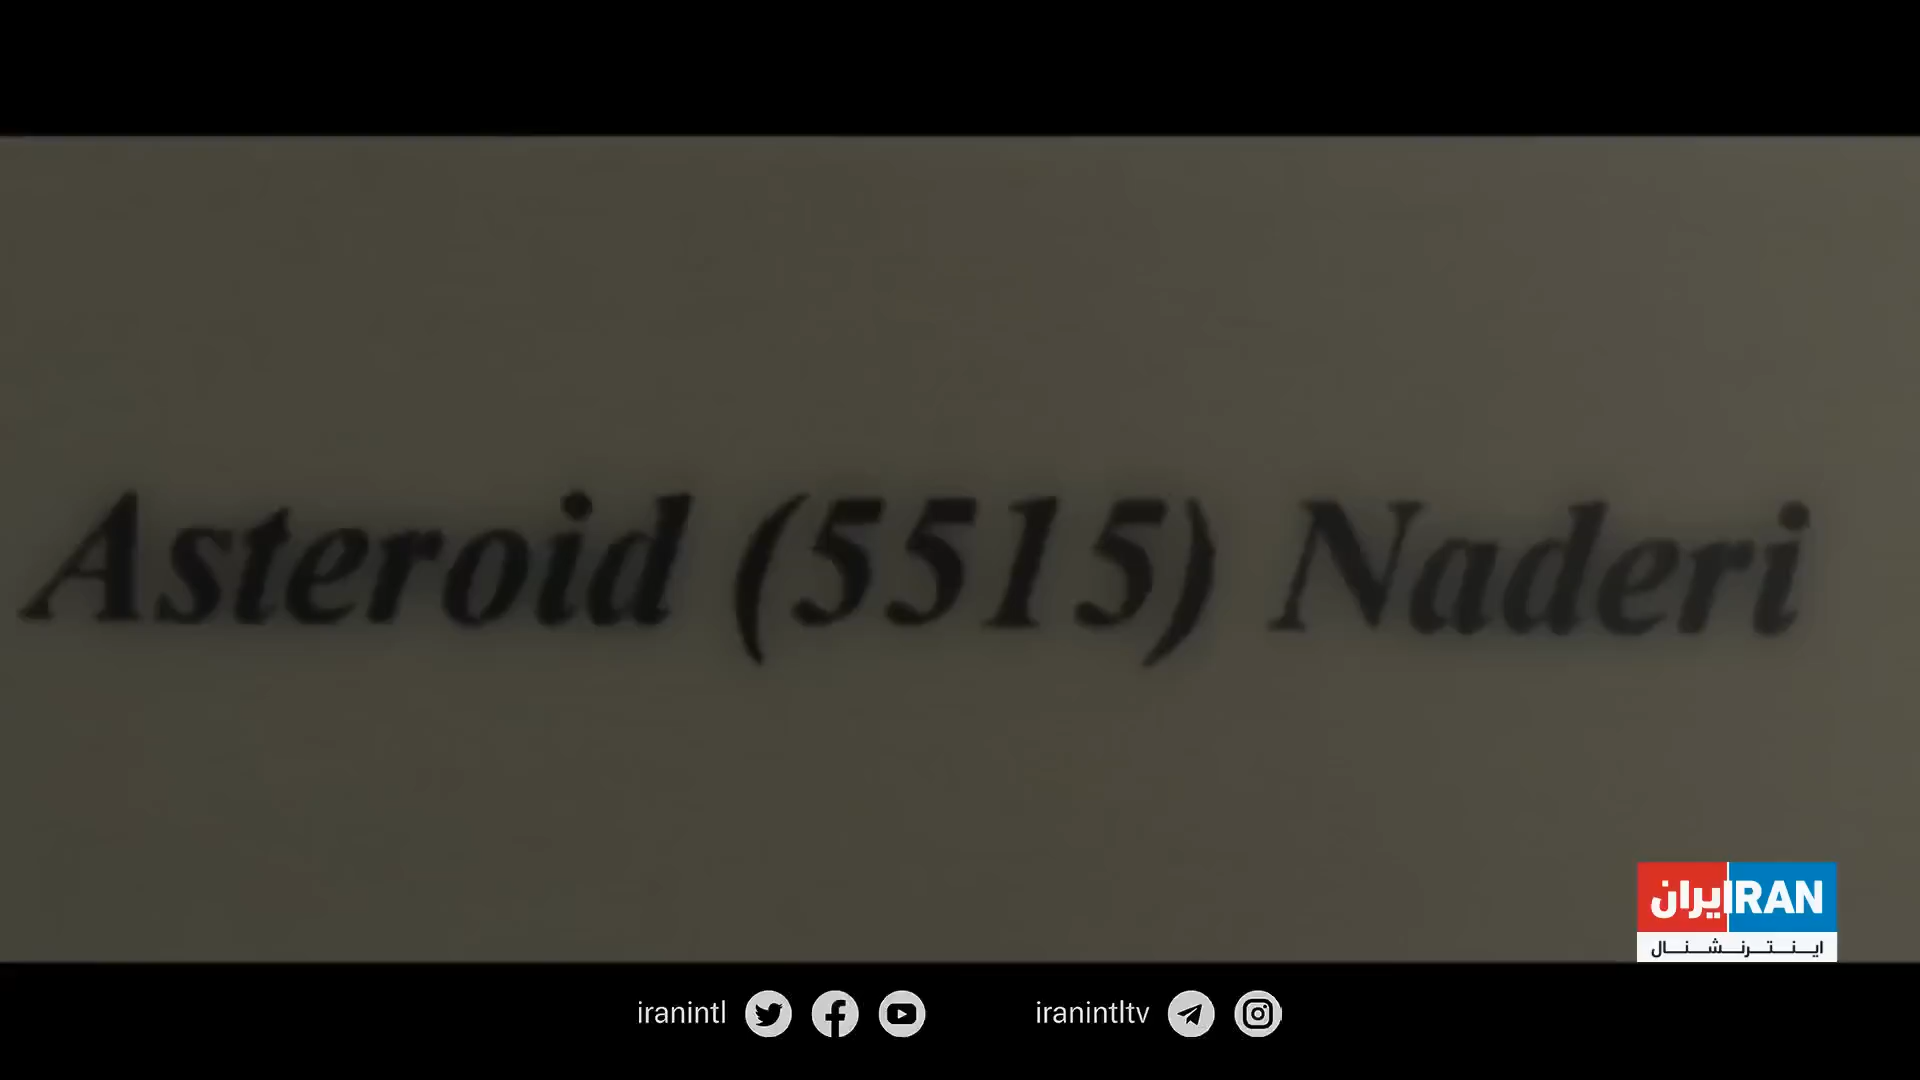 Asteroid (5515) Naderi
ایران IRAN
اینترنشنال
iranintl
iranintltv